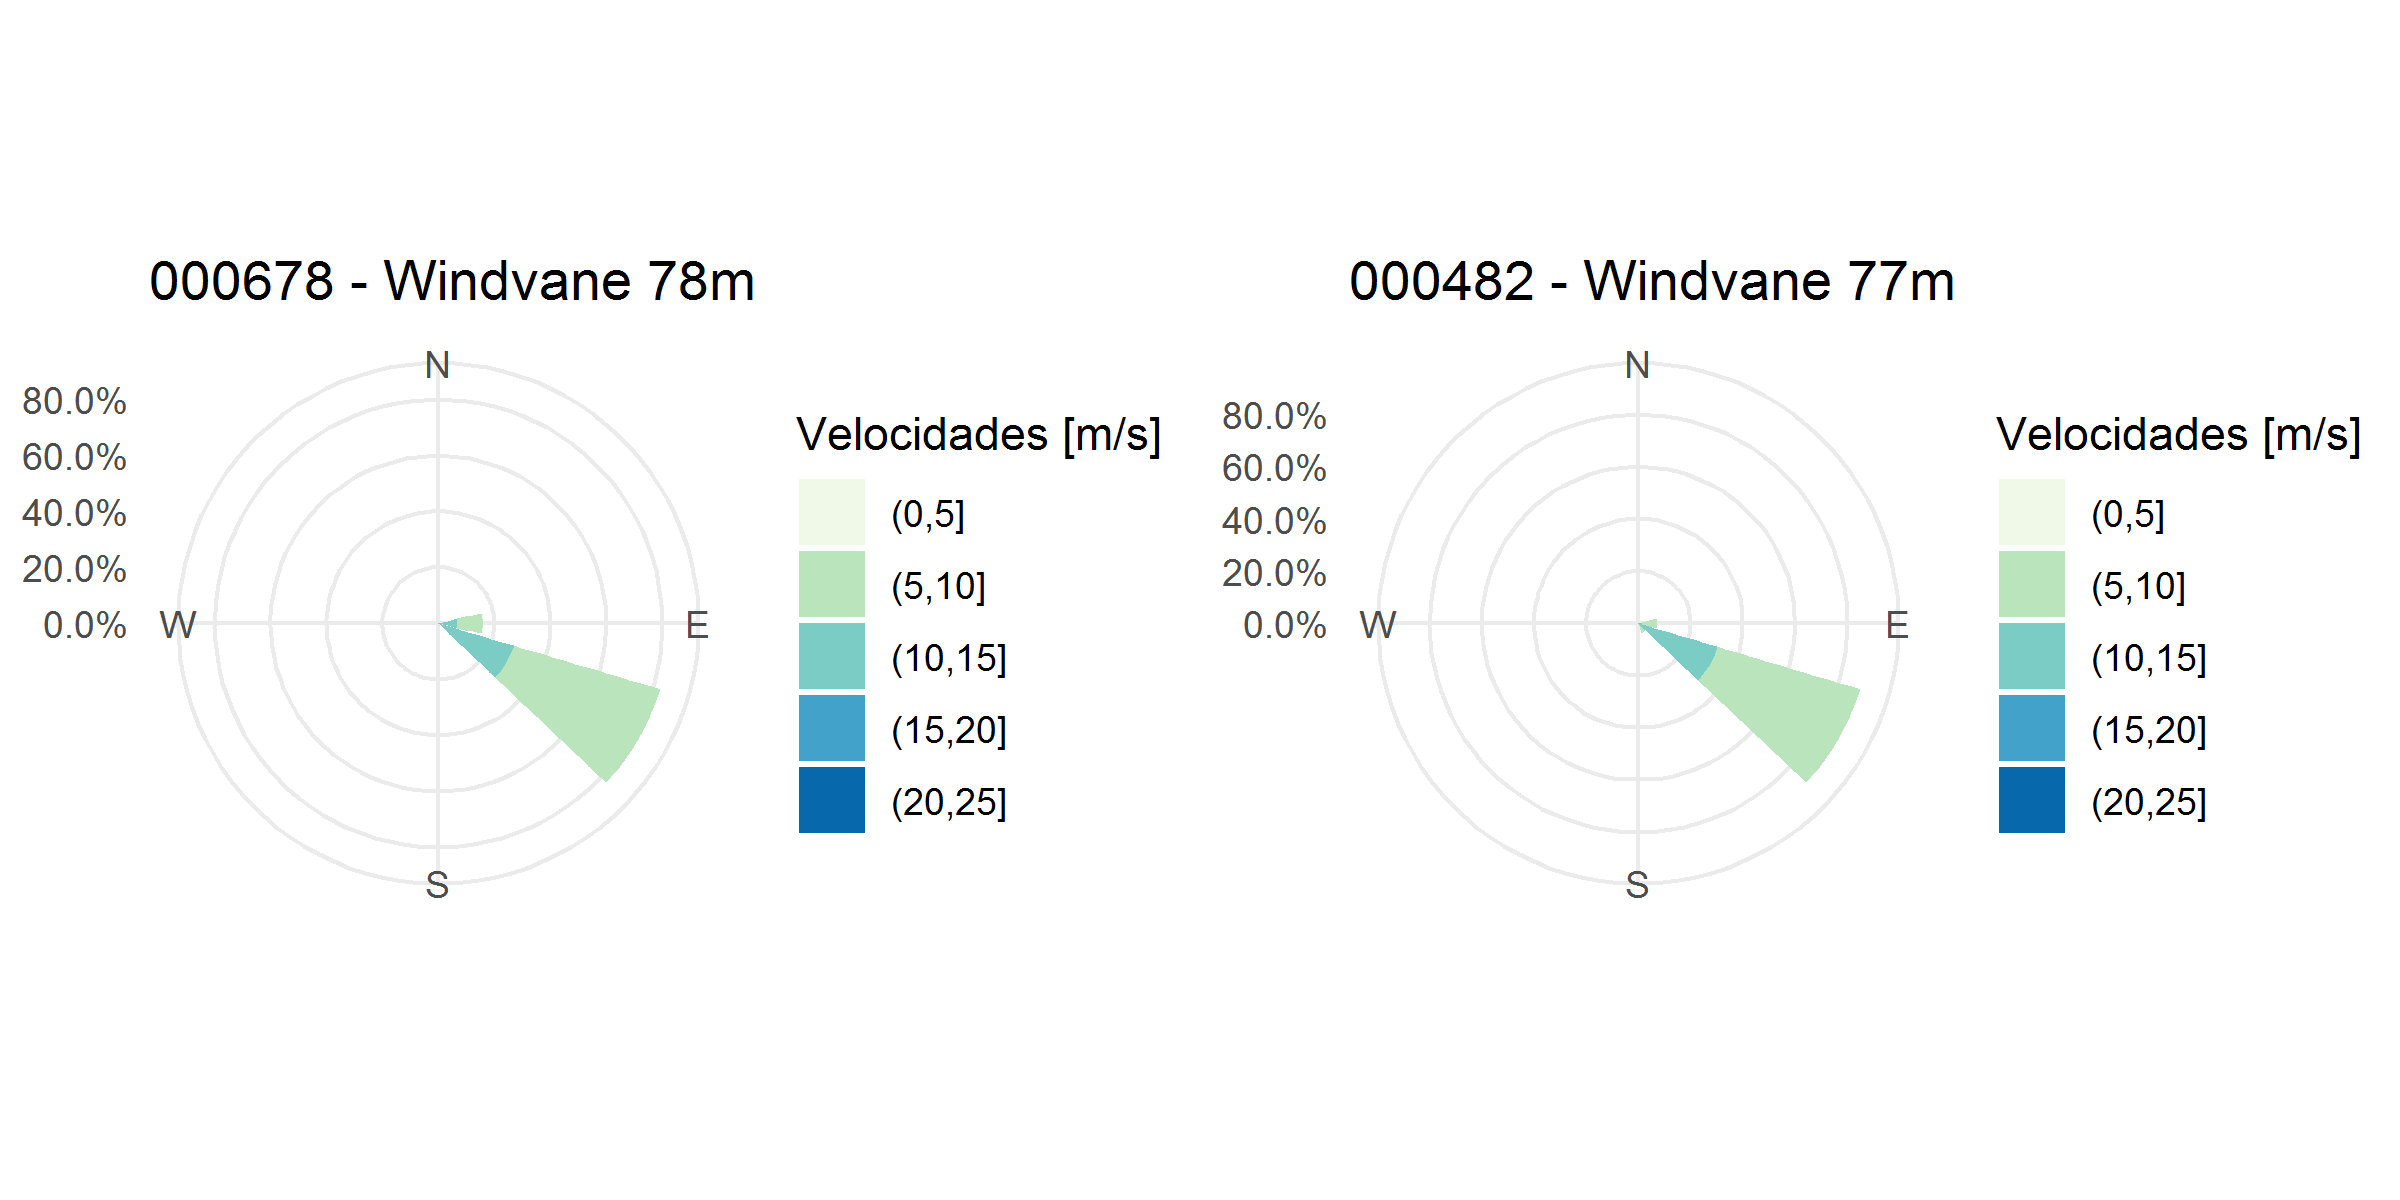 000678 - Windvane 78m
N
80.0%
60.0%
40.0%
20.0%
0.0%
W
E
S
Velocidades [m/s]
(0,5]
(5,10]
(10,15]
(15,20]
(20,25]
000482 - Windvane 77m
N
80.0%
60.0%
40.0%
20.0%
0.0%
W
E
S
Velocidades [m/s]
(0,5]
(5,10]
(10,15]
(15,20]
(20,25]